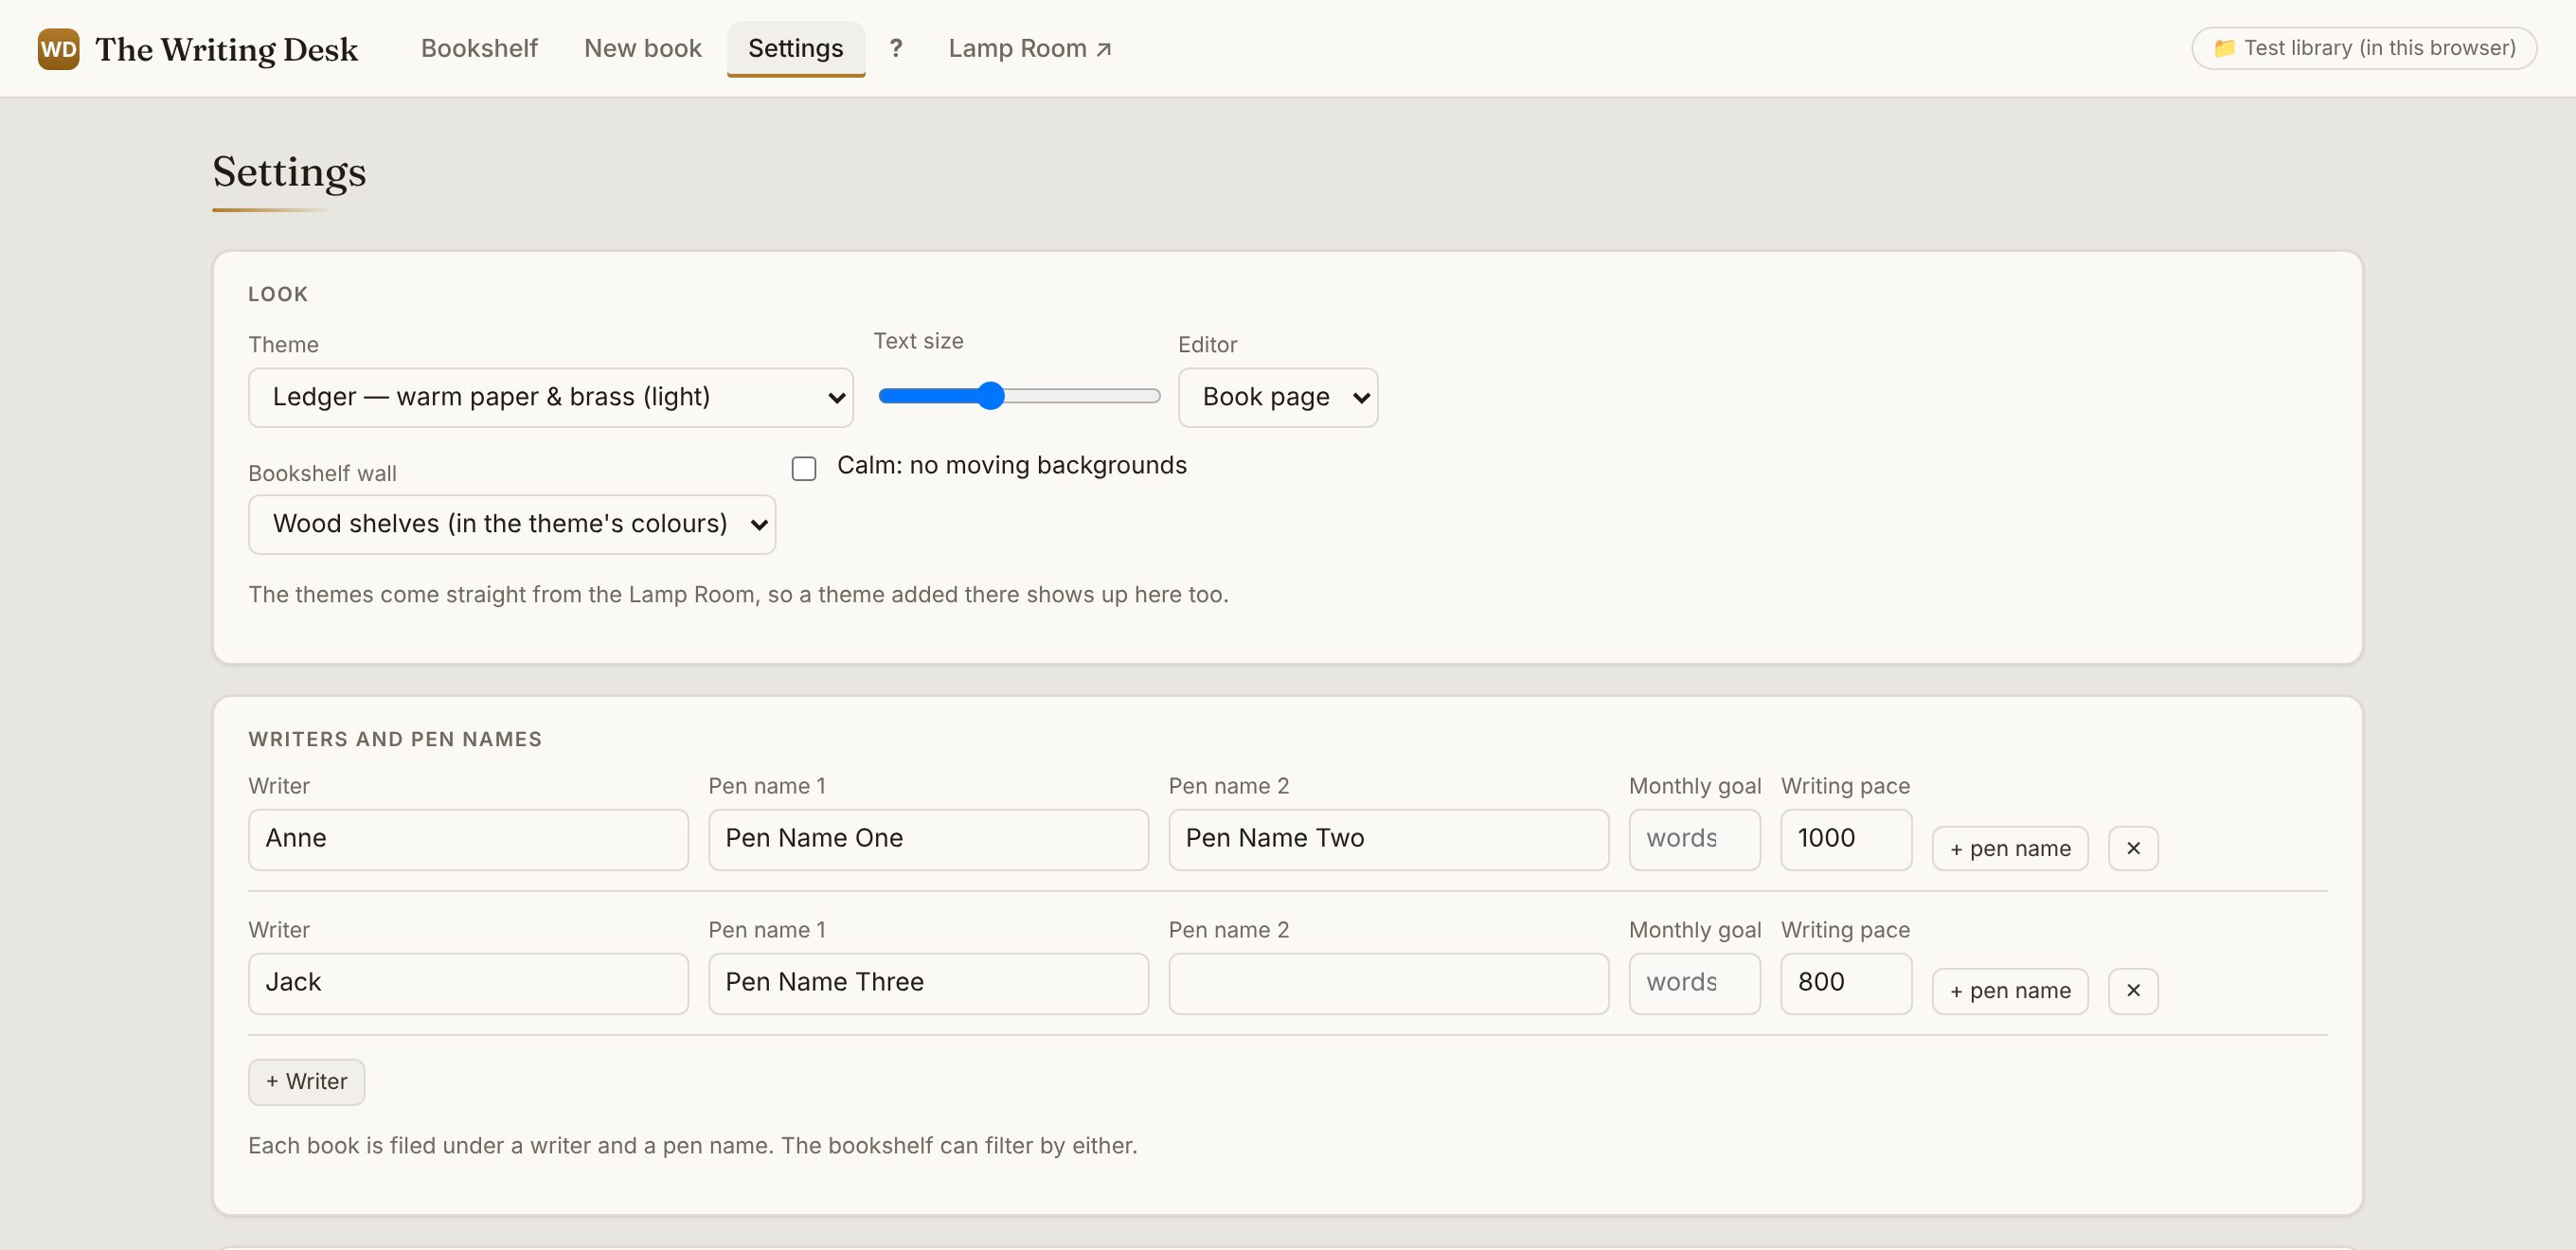 WD The Writing Desk Bookshelf New book Settings ? Lamp Room ↗ 📁 Test library (in this browser)
Settings
LOOK
Theme Text size Editor
Ledger — warm paper & brass (light) Book page
Bookshelf wall Calm: no moving backgrounds
Wood shelves (in the theme's colours)
The themes come straight from the Lamp Room, so a theme added there shows up here too.
WRITERS AND PEN NAMES
Writer Pen name 1 Pen name 2 Monthly goal Writing pace
Anne Pen Name One Pen Name Two words 1000 + pen name ×
Writer Pen name 1 Pen name 2 Monthly goal Writing pace
Jack Pen Name Three words 800 + pen name ×
+ Writer
Each book is filed under a writer and a pen name. The bookshelf can filter by either.